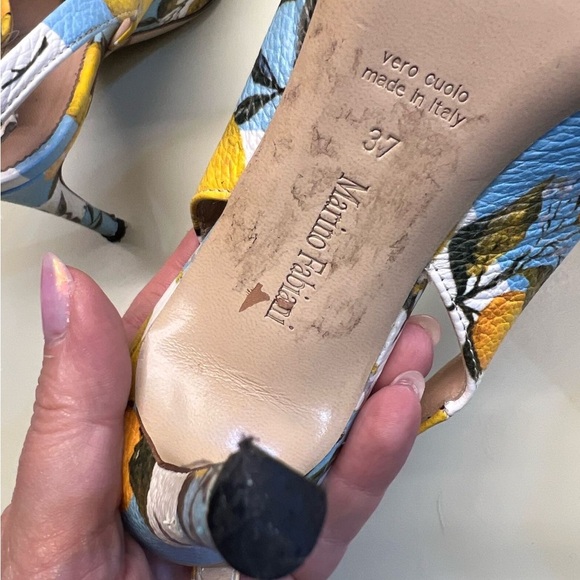 vero cuoio
made in Italy
37
Marino Fabiani